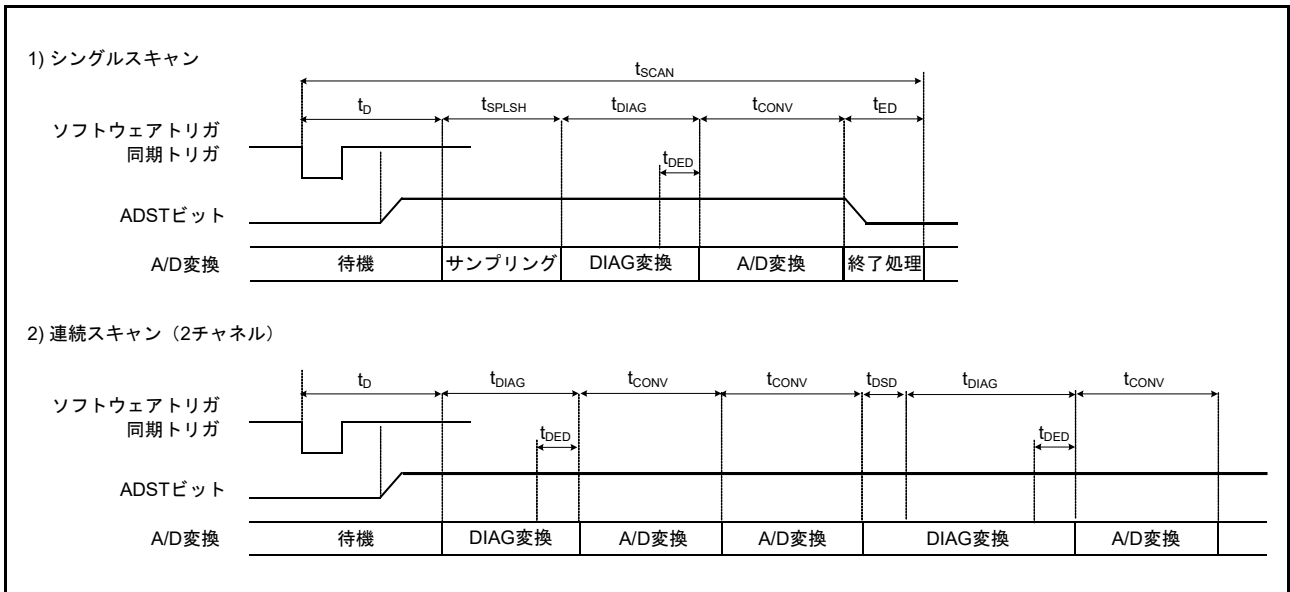 1) シングルスキャン
tSCAN
tD tSPLSH tDIAG tCONV tED
ソフトウェアトリガ
同期トリガ
tDED
ADSTビット
A/D変換 待機 サンプリング DIAG変換 A/D変換 終了処理
2) 連続スキャン（2チャネル）
tD tDIAG tCONV tCONV tDSD tDIAG tCONV
ソフトウェアトリガ
同期トリガ
tDED tDED
ADSTビット
A/D変換 待機 DIAG変換 A/D変換 A/D変換 DIAG変換 A/D変換